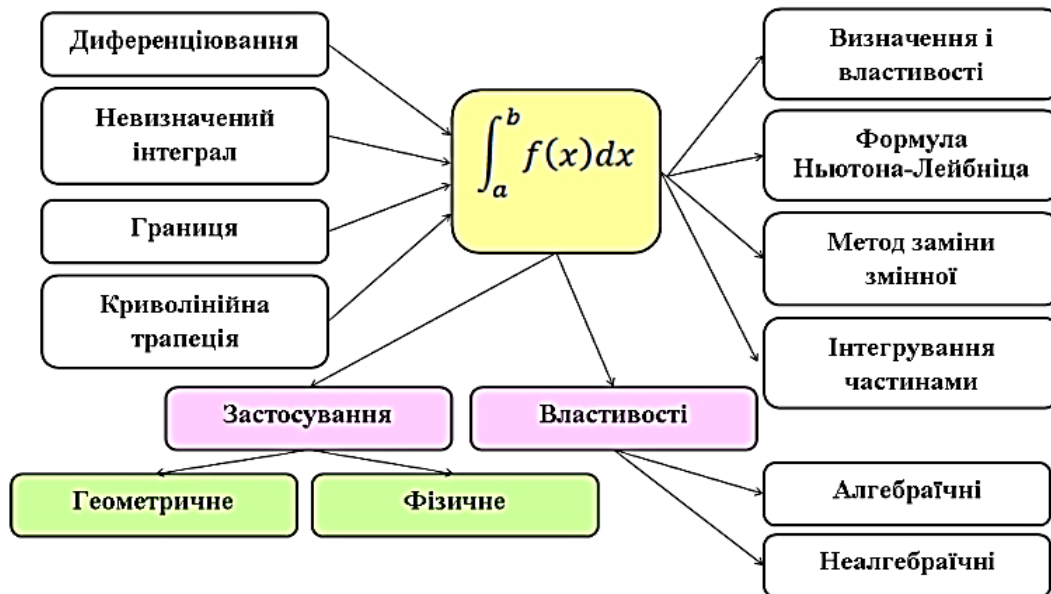 Диференціювання
Невизначений
інтеграл
Границя
Криволінійна
трапеція
∫_a^b f(x)dx
Визначення і
властивості
Формула
Ньютона-Лейбніца
Метод заміни
змінної
Інтегрування
частинами
Застосування
Властивості
Геометричне
Фізичне
Алгебраїчні
Неалгебраїчні